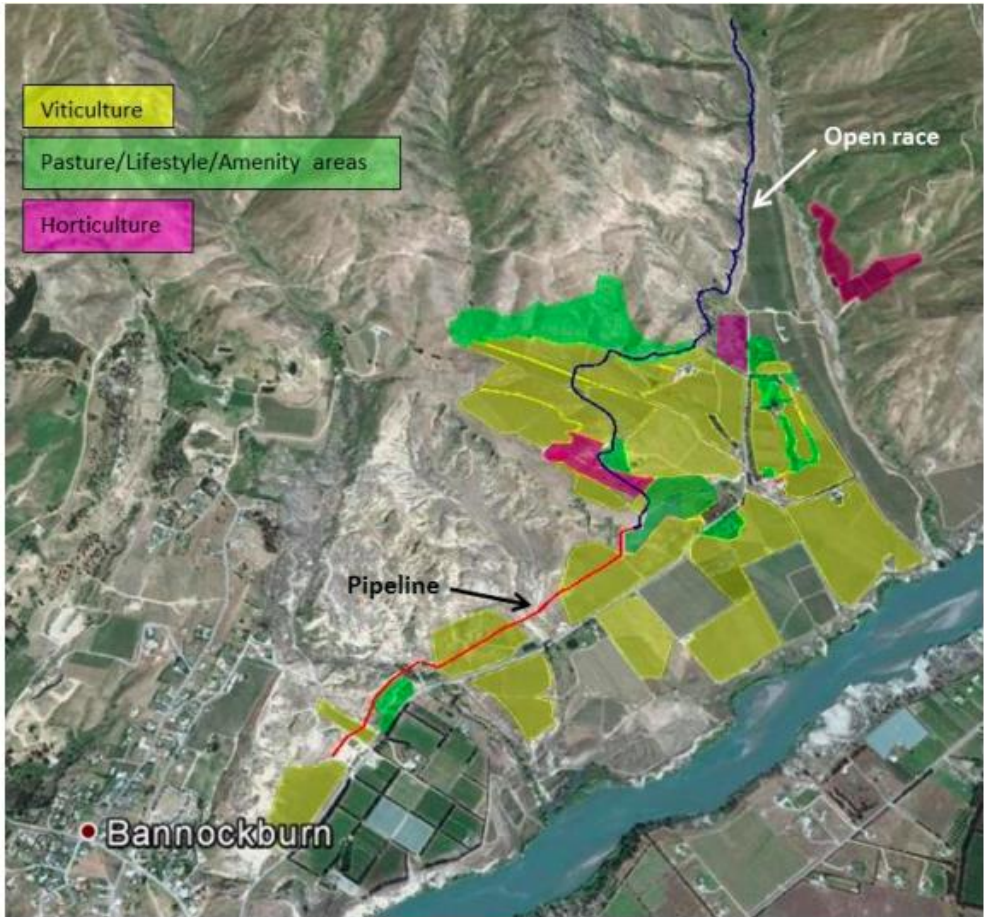 Viticulture
Pasture/Lifestyle/Amenity areas
Horticulture
Open race
Pipeline
Bannockburn